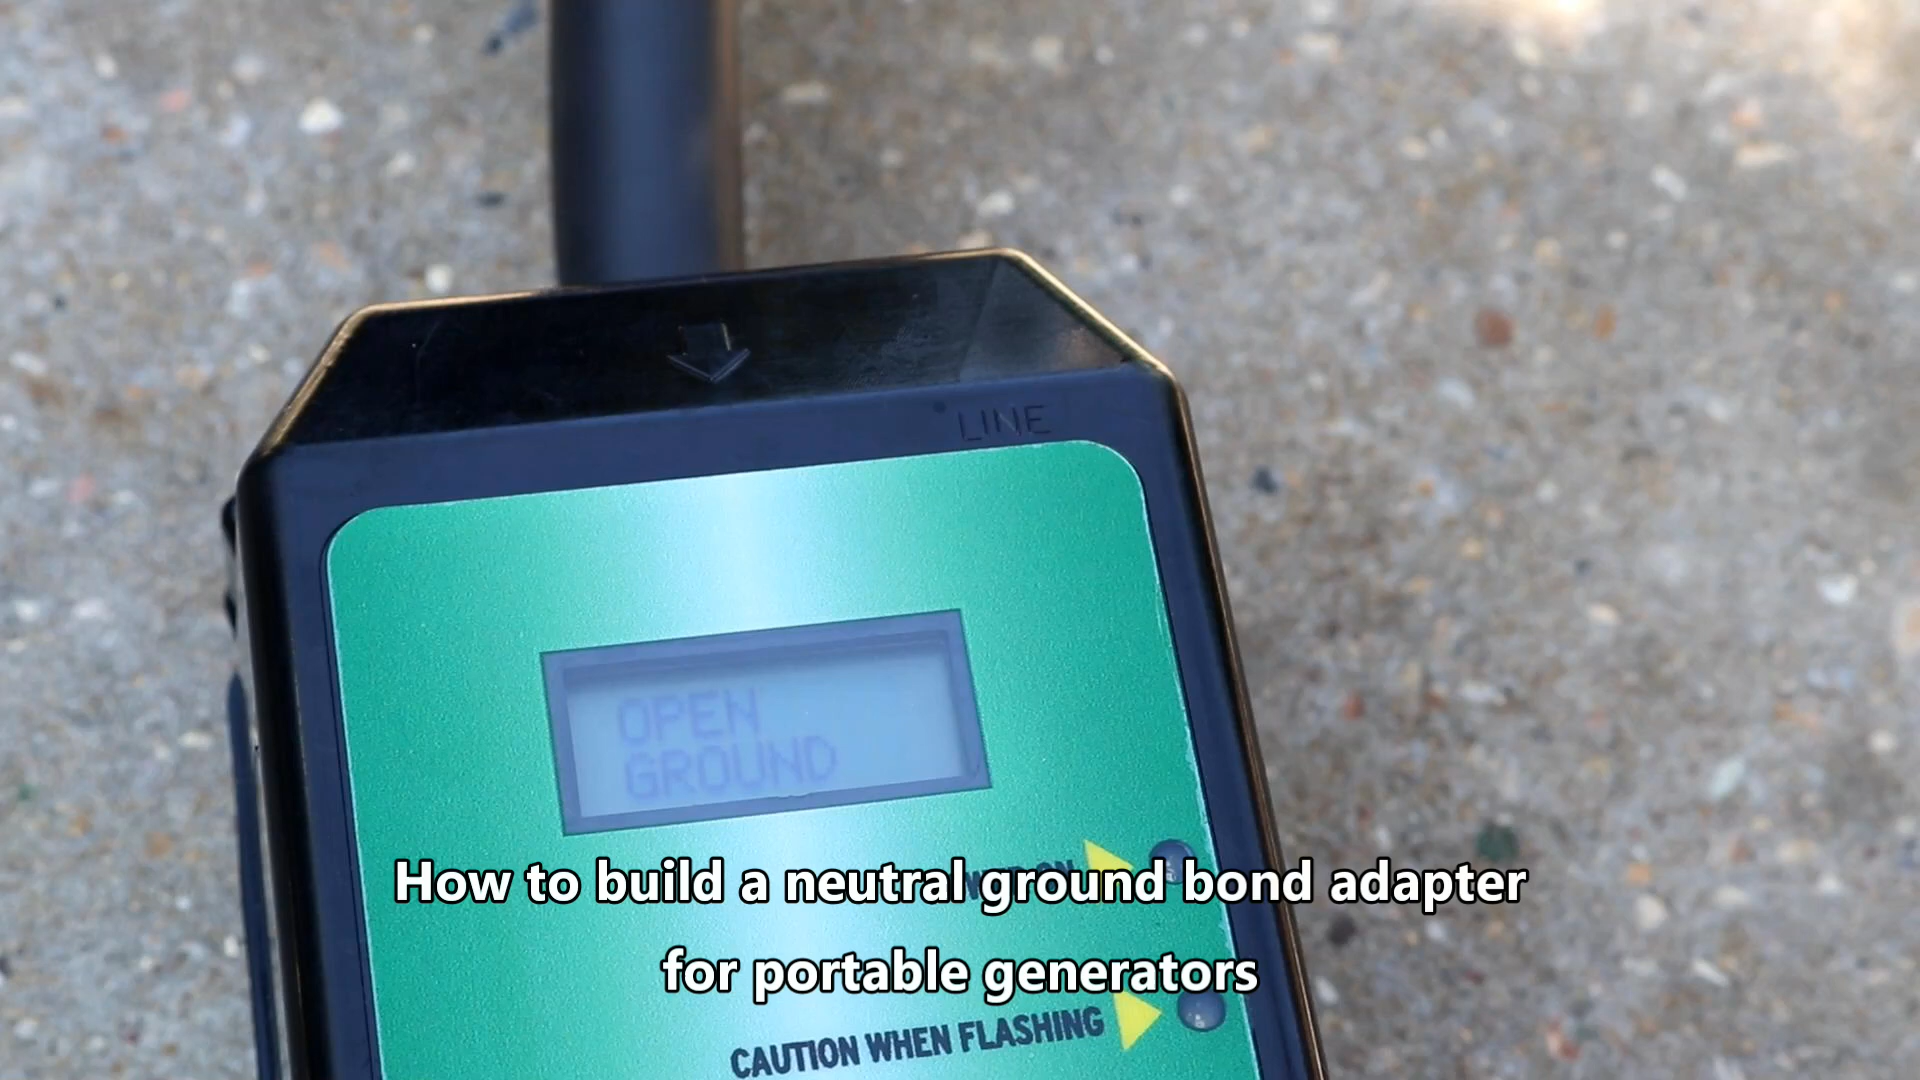 LINE
OPEN
GROUND
How to build a neutral ground bond adapter
for portable generators
CAUTION WHEN FLASHING